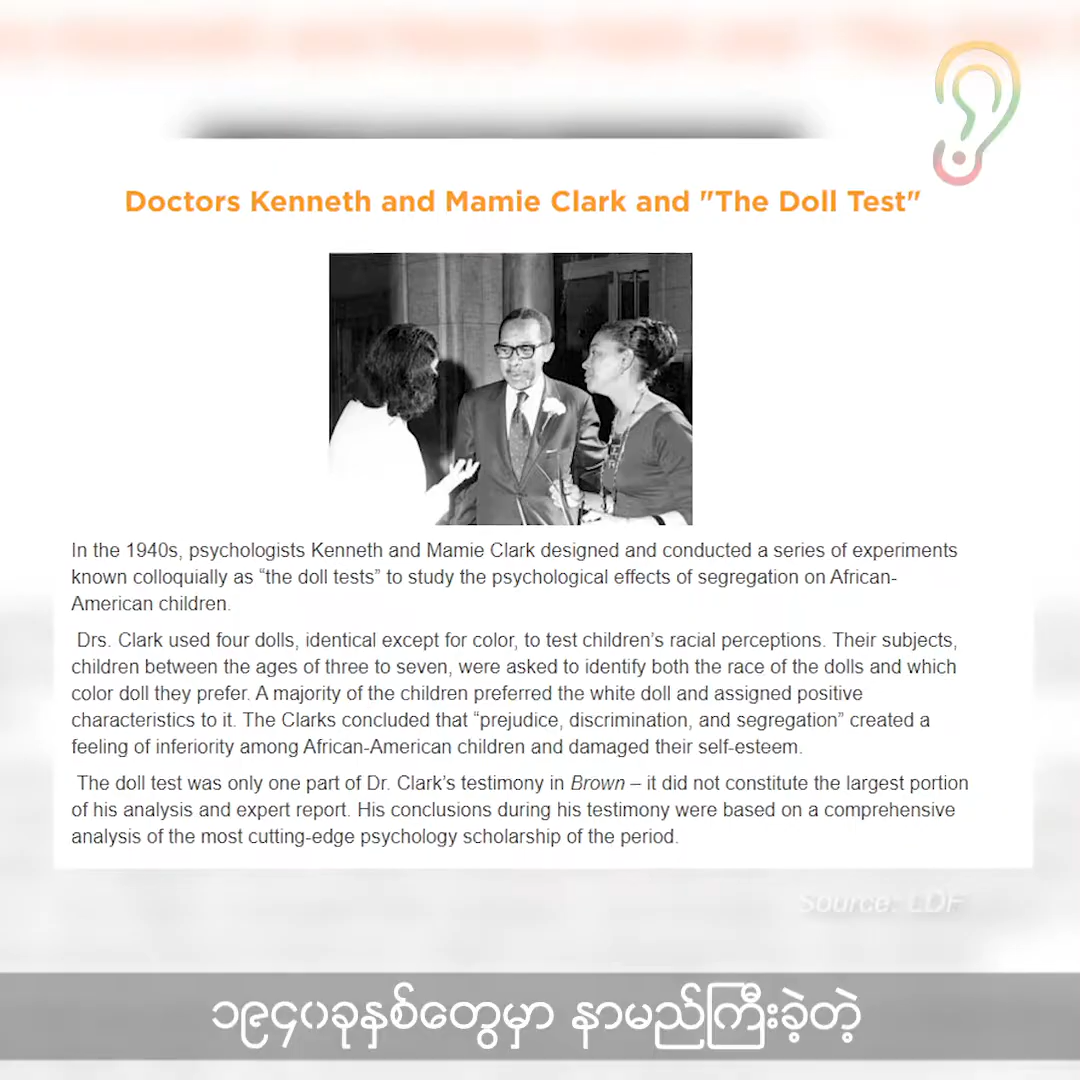 Doctors Kenneth and Mamie Clark and "The Doll Test"
In the 1940s, psychologists Kenneth and Mamie Clark designed and conducted a series of experiments
known colloquially as “the doll tests” to study the psychological effects of segregation on African-
American children.
Drs. Clark used four dolls, identical except for color, to test children’s racial perceptions. Their subjects,
children between the ages of three to seven, were asked to identify both the race of the dolls and which
color doll they prefer. A majority of the children preferred the white doll and assigned positive
characteristics to it. The Clarks concluded that “prejudice, discrimination, and segregation” created a
feeling of inferiority among African-American children and damaged their self-esteem.
The doll test was only one part of Dr. Clark’s testimony in Brown – it did not constitute the largest portion
of his analysis and expert report. His conclusions during his testimony were based on a comprehensive
analysis of the most cutting-edge psychology scholarship of the period.
Source: LDF
၁၉၄၀ခုနှစ်တွေမှာ နာမည်ကြီးခဲ့တဲ့